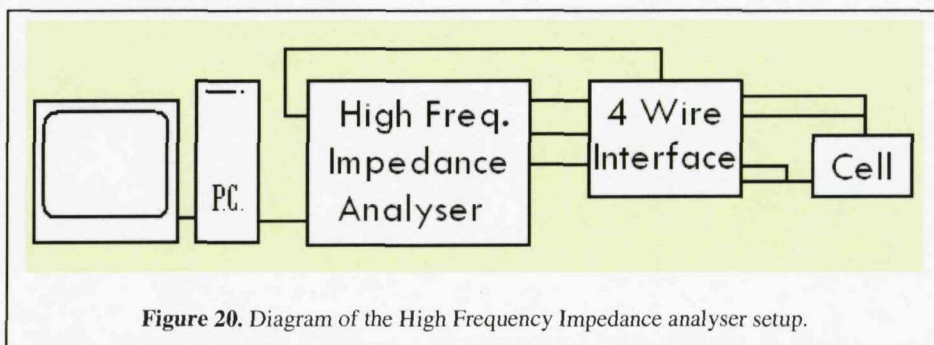 P.C.
High Freq.
Impedance
Analyser
4 Wire
Interface
Cell
Figure 20. Diagram of the High Frequency Impedance analyser setup.